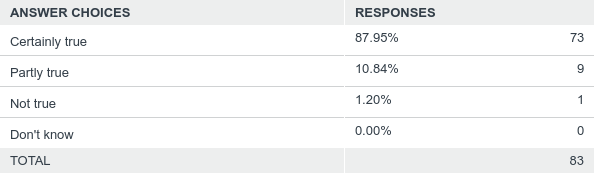 ANSWER CHOICES RESPONSES
Certainly true 87.95% 73
Partly true 10.84% 9
Not true 1.20% 1
Don't know 0.00% 0
TOTAL 83